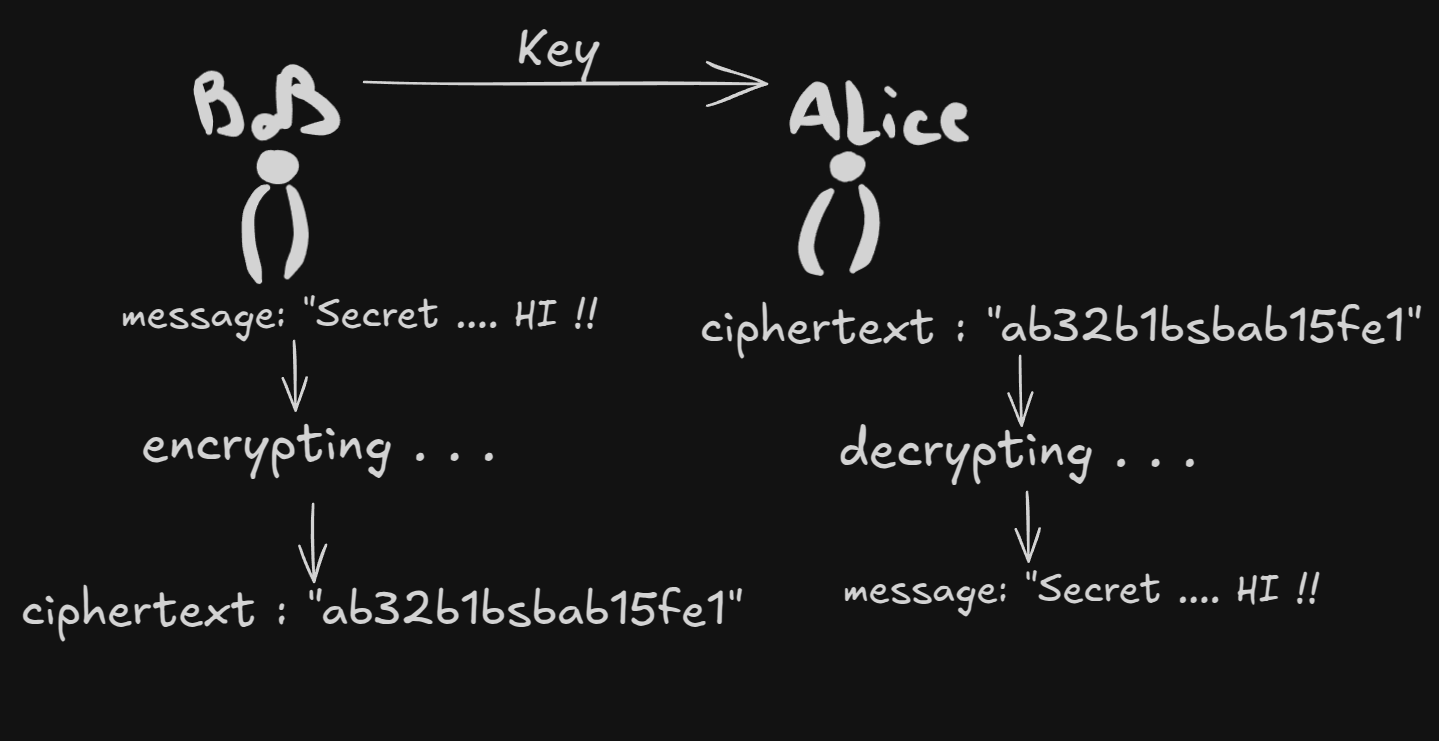 Key
BoB
ALice
message: "Secret .... HI !!
encrypting . . .
ciphertext : "ab32b1bsbab15fe1"
ciphertext : "ab32b1bsbab15fe1"
decrypting . . .
message: "Secret .... HI !!